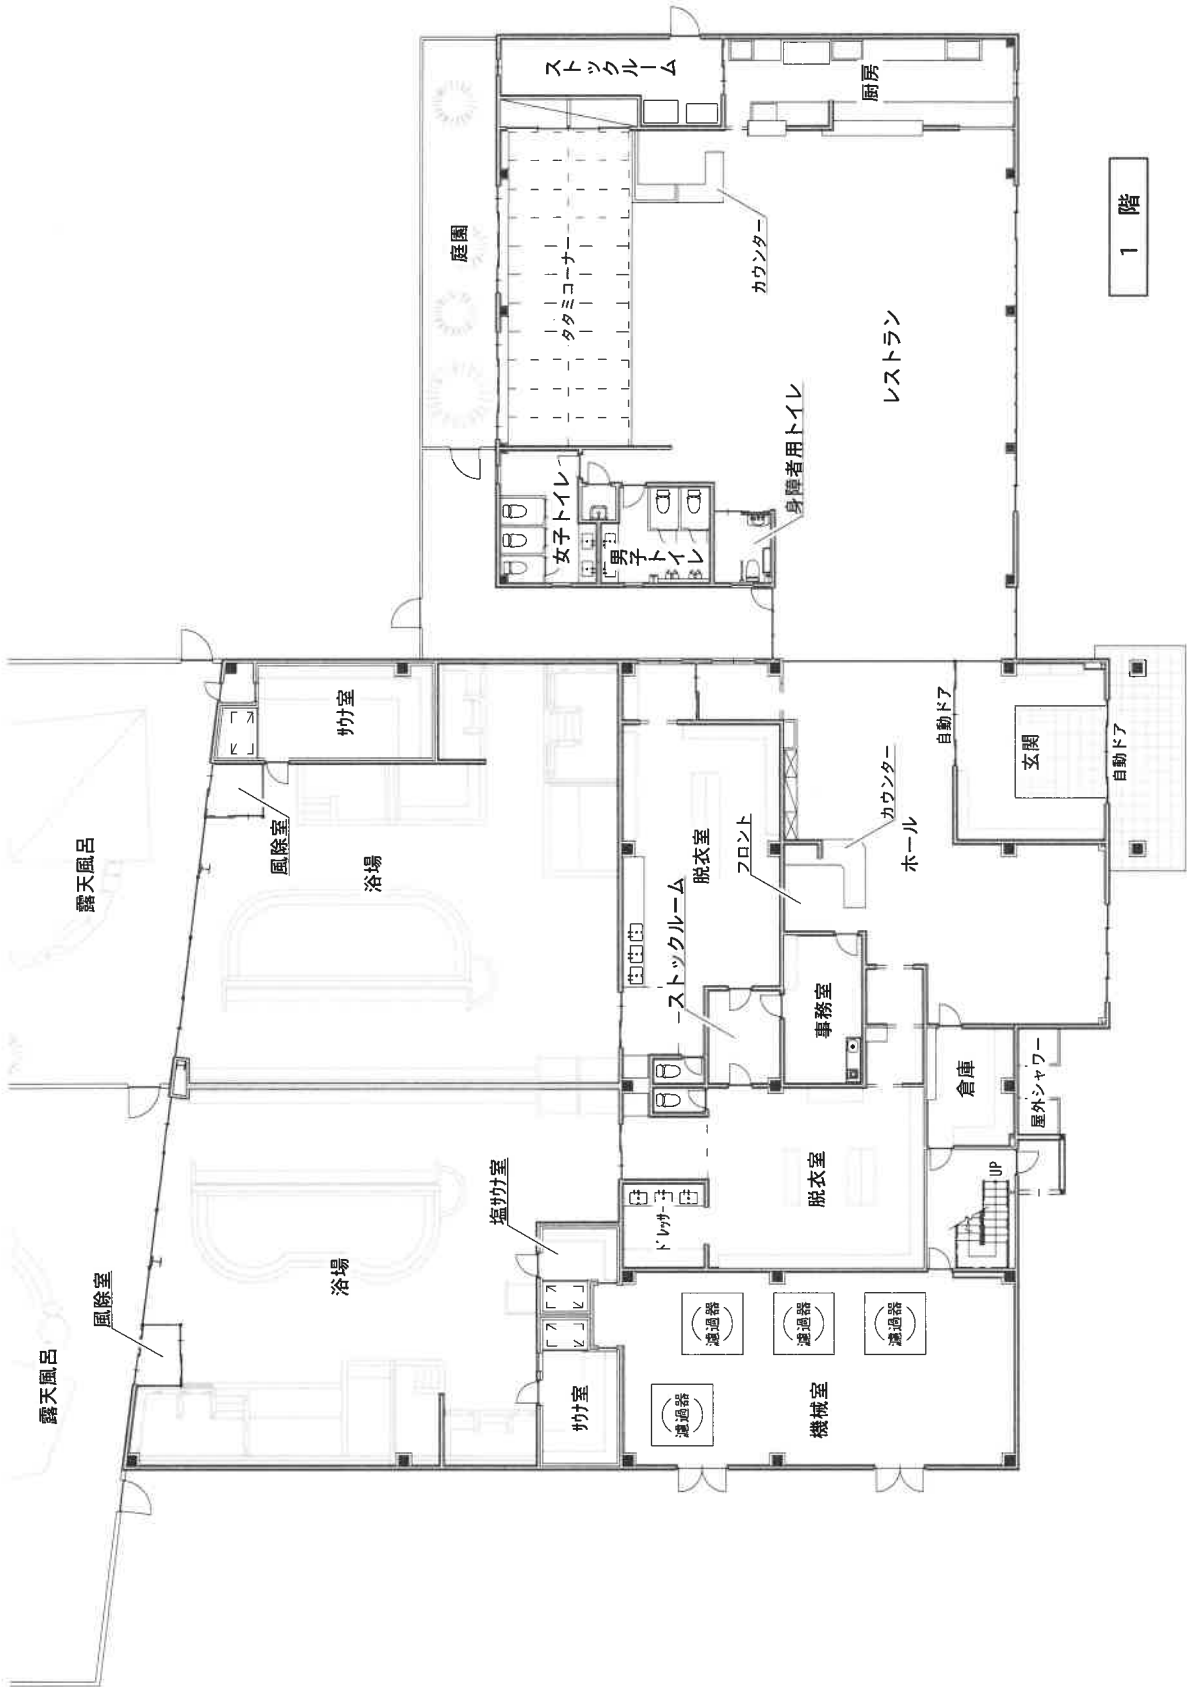 露天風呂
露天風呂
風除室
風除室
浴場
浴場
サウナ室
塩サウナ室
サウナ室
ドレッサー
脱衣室
脱衣室
ストックルーム
フロント
カウンター
ホール
事務室
倉庫
屋外シャワー
UP
機械室
濾過器
濾過器
濾過器
濾過器
自動ドア
玄関
自動ドア
庭園
タタミコーナー
女子トイレ
男子トイレ
身障者用トイレ
レストラン
カウンター
ストックルーム
厨房
1 階